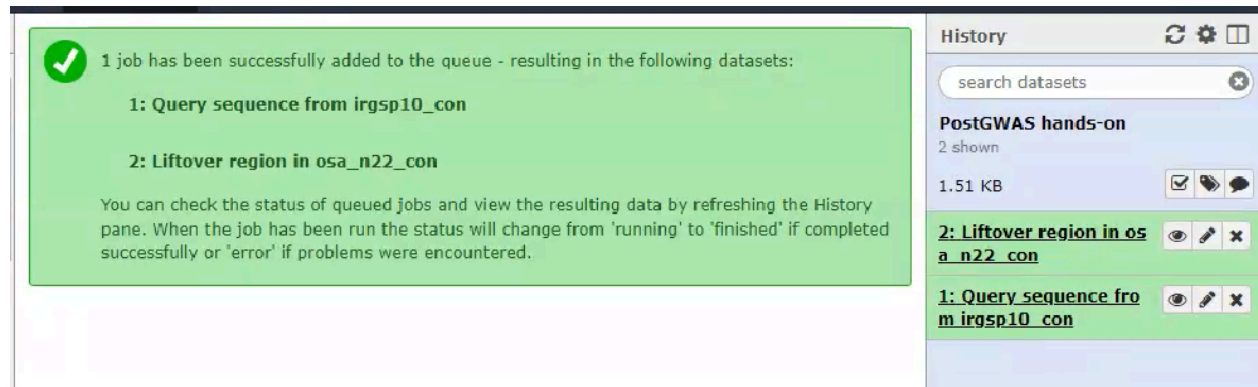 1 job has been successfully added to the queue - resulting in the following datasets:
1: Query sequence from irgsp10_con
2: Liftover region in osa_n22_con
You can check the status of queued jobs and view the resulting data by refreshing the History
pane. When the job has been run the status will change from 'running' to 'finished' if completed
successfully or 'error' if problems were encountered.
History
search datasets
PostGWAS hands-on
2 shown
1.51 KB
2: Liftover region in os
a_n22_con
1: Query sequence fro
m irgsp10_con